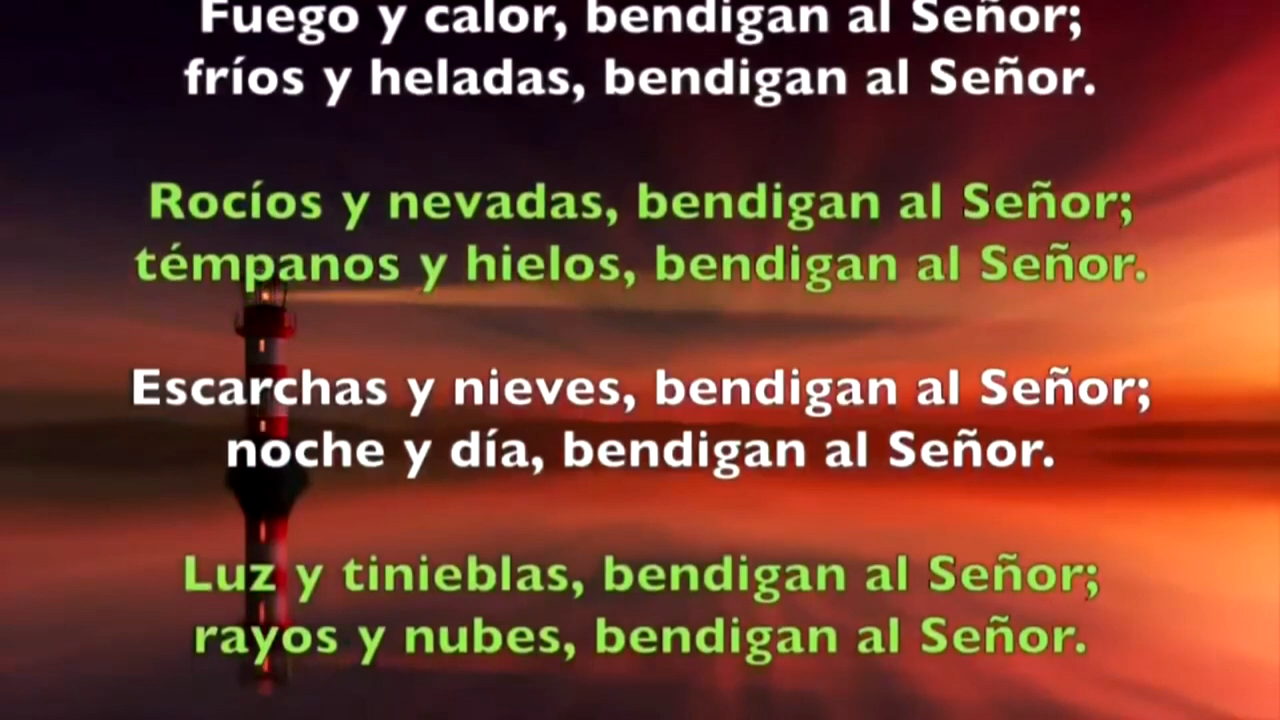 Fuego y calor, bendigan al Señor;
fríos y heladas, bendigan al Señor.
Rocíos y nevadas, bendigan al Señor;
témpanos y hielos, bendigan al Señor.
Escarchas y nieves, bendigan al Señor;
noche y día, bendigan al Señor.
Luz y tinieblas, bendigan al Señor;
rayos y nubes, bendigan al Señor.